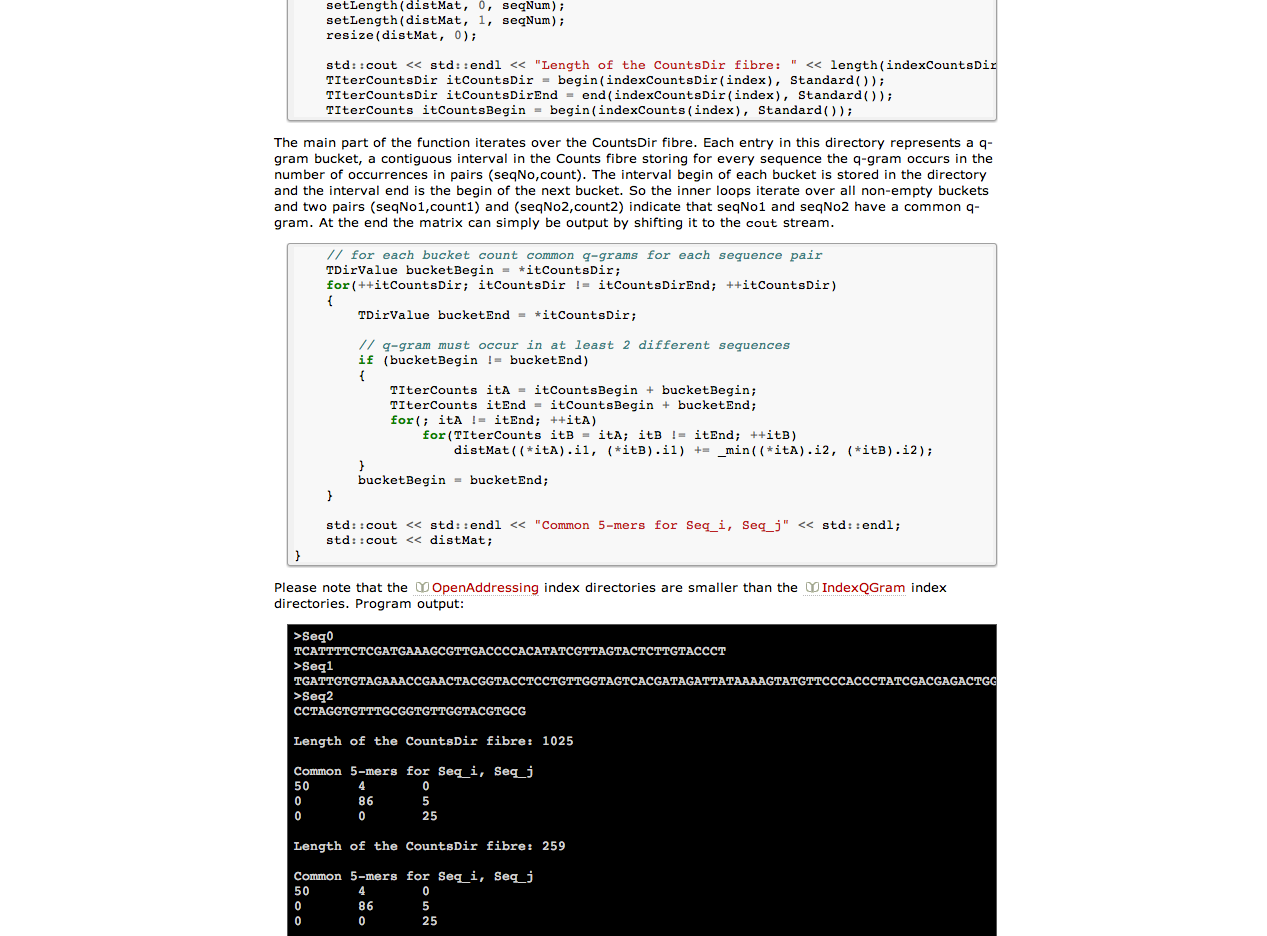 setLength(distMat, 0, seqNum);
setLength(distMat, 1, seqNum);
resize(distMat, 0);
std::cout << std::endl << "Length of the CountsDir fibre: " << length(indexCountsDir
TIterCountsDir itCountsDir = begin(indexCountsDir(index), Standard());
TIterCountsDir itCountsDirEnd = end(indexCountsDir(index), Standard());
TIterCounts itCountsBegin = begin(indexCounts(index), Standard());
The main part of the function iterates over the CountsDir fibre. Each entry in this directory represents a q-
gram bucket, a contiguous interval in the Counts fibre storing for every sequence the q-gram occurs in the
number of occurrences in pairs (seqNo,count). The interval begin of each bucket is stored in the directory
and the interval end is the begin of the next bucket. So the inner loops iterate over all non-empty buckets
and two pairs (seqNo1,count1) and (seqNo2,count2) indicate that seqNo1 and seqNo2 have a common q-
gram. At the end the matrix can simply be output by shifting it to the cout stream.
// for each bucket count common q-grams for each sequence pair
TDirValue bucketBegin = *itCountsDir;
for(++itCountsDir; itCountsDir != itCountsDirEnd; ++itCountsDir)
{
TDirValue bucketEnd = *itCountsDir;
// q-gram must occur in at least 2 different sequences
if (bucketBegin != bucketEnd)
{
TIterCounts itA = itCountsBegin + bucketBegin;
TIterCounts itEnd = itCountsBegin + bucketEnd;
for(; itA != itEnd; ++itA)
for(TIterCounts itB = itA; itB != itEnd; ++itB)
distMat((*itA).i1, (*itB).i1) += _min((*itA).i2, (*itB).i2);
}
bucketBegin = bucketEnd;
}
std::cout << std::endl << "Common 5-mers for Seq_i, Seq_j" << std::endl;
std::cout << distMat;
}
Please note that the OpenAddressing index directories are smaller than the IndexQGram index
directories. Program output:
>Seq0
TCATTTTCTCGATGAAAGCGTTGACCCCACATATCGTTAGTACTCTTGTACCCT
>Seq1
TGATTGTGTAGAAACCGAACTACGGTACCTCCTGTTGGTAGTCACGATAGATTATAAAAGTATGTTCCCACCCTATCGACGAGACTGG
>Seq2
CCTAGGTGTTTGCGGTGTTGGTACGTGCG
Length of the CountsDir fibre: 1025
Common 5-mers for Seq_i, Seq_j
50 4 0
0 86 5
0 0 25
Length of the CountsDir fibre: 259
Common 5-mers for Seq_i, Seq_j
50 4 0
0 86 5
0 0 25